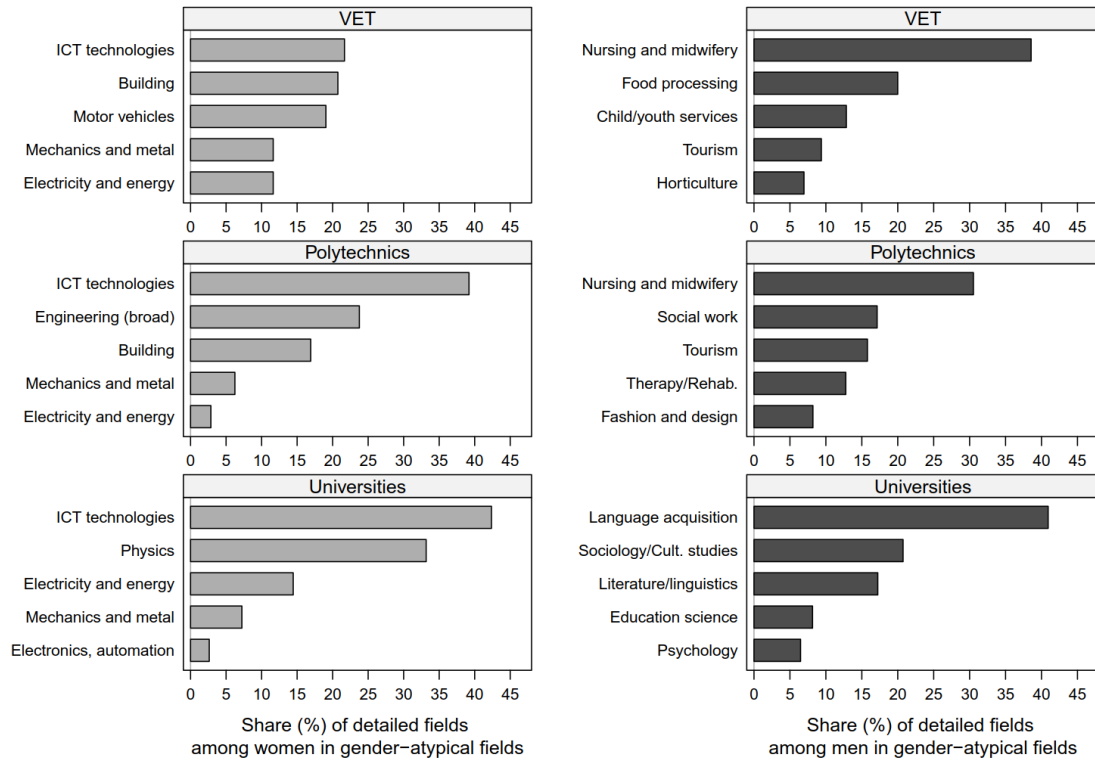 VET
ICT technologies
Building
Motor vehicles
Mechanics and metal
Electricity and energy
0 5 10 15 20 25 30 35 40 45
VET
Nursing and midwifery
Food processing
Child/youth services
Tourism
Horticulture
0 5 10 15 20 25 30 35 40 45
Polytechnics
ICT technologies
Engineering (broad)
Building
Mechanics and metal
Electricity and energy
0 5 10 15 20 25 30 35 40 45
Polytechnics
Nursing and midwifery
Social work
Tourism
Therapy/Rehab.
Fashion and design
0 5 10 15 20 25 30 35 40 45
Universities
ICT technologies
Physics
Electricity and energy
Mechanics and metal
Electronics, automation
0 5 10 15 20 25 30 35 40 45
Share (%) of detailed fields
among women in gender−atypical fields
Universities
Language acquisition
Sociology/Cult. studies
Literature/linguistics
Education science
Psychology
0 5 10 15 20 25 30 35 40 45
Share (%) of detailed fields
among men in gender−atypical fields